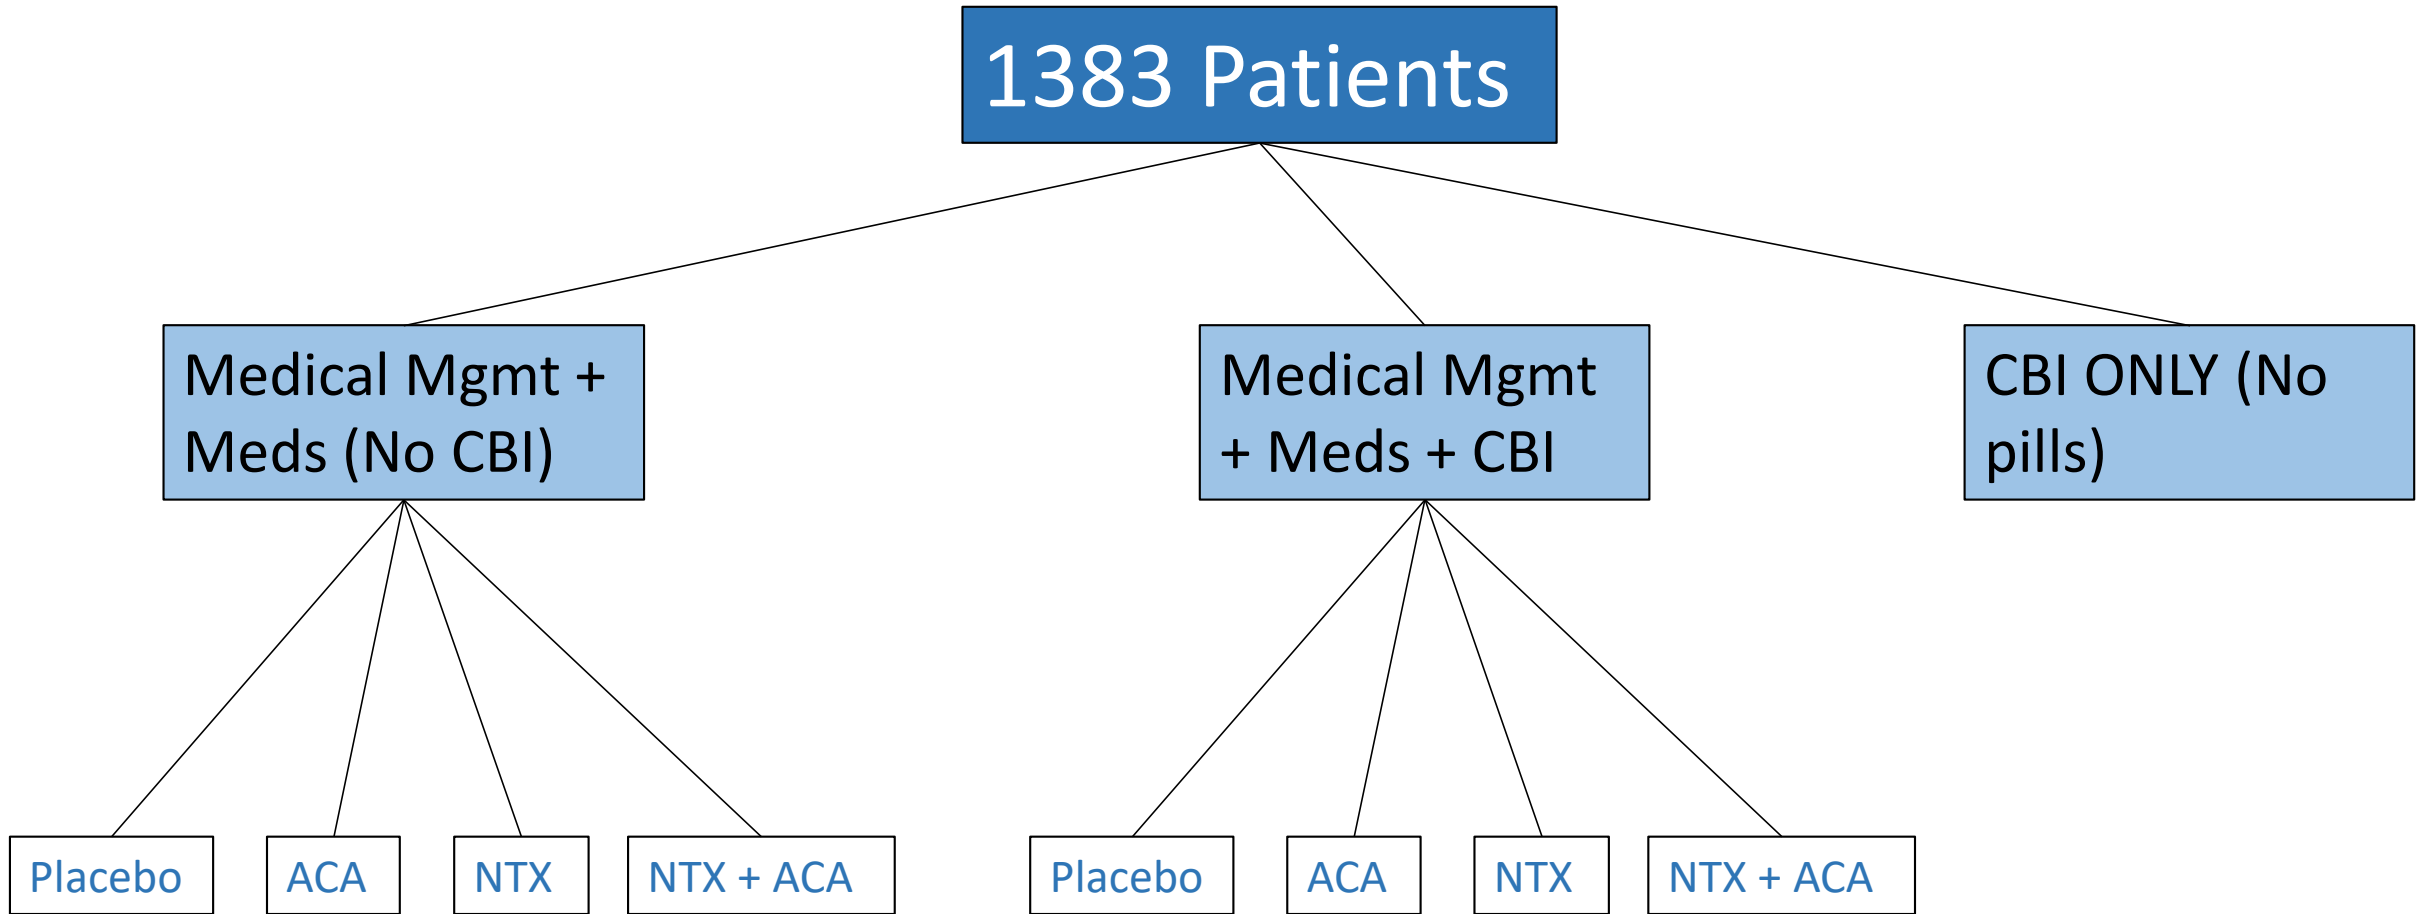 1383 Patients
Medical Mgmt +
Meds (No CBI)
Medical Mgmt
+ Meds + CBI
CBI ONLY (No
pills)
Placebo
ACA
NTX
NTX + ACA
Placebo
ACA
NTX
NTX + ACA